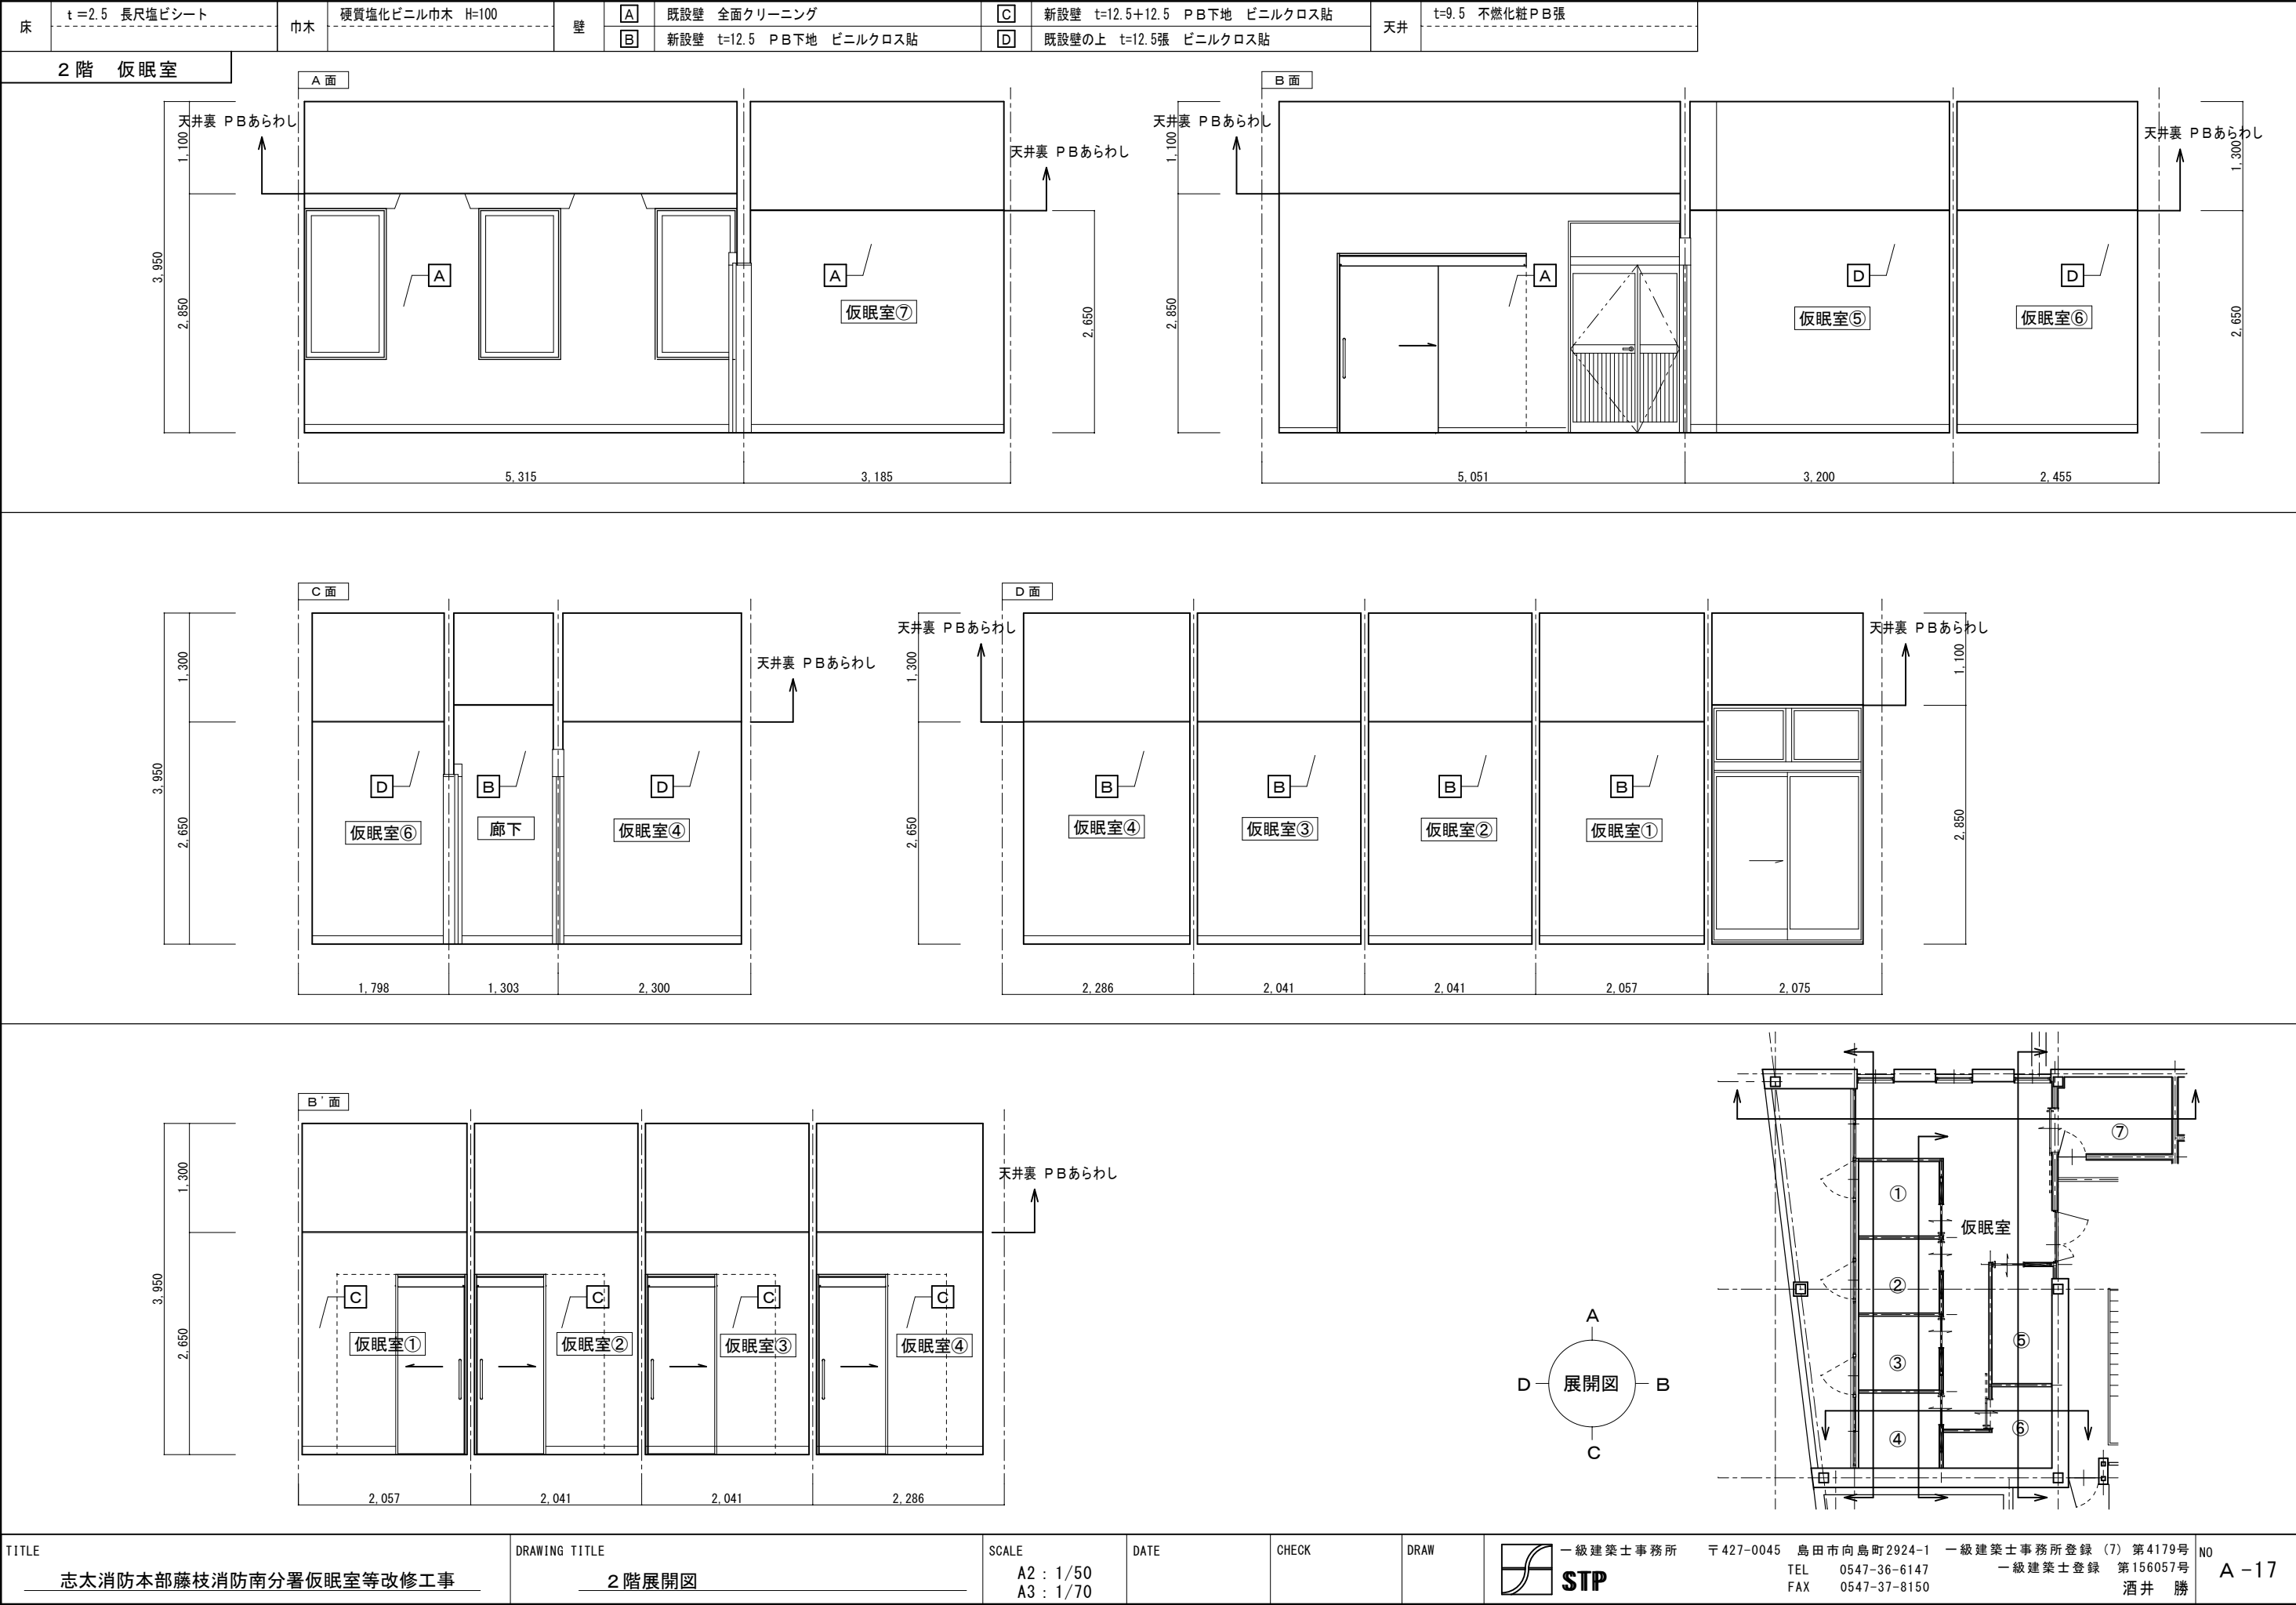 床
t=2.5 長尺塩ビシート
巾木
硬質塩化ビニル巾木 H=100
壁
A 既設壁 全面クリーニング
B 新設壁 t=12.5 PB下地 ビニルクロス貼
C 新設壁 t=12.5+12.5 PB下地 ビニルクロス貼
D 既設壁の上 t=12.5張 ビニルクロス貼
天井
t=9.5 不燃化粧PB張
2階 仮眠室
A面
天井裏 PBあらわし
天井裏 PBあらわし
1,100
3,950
2,850
A
A
仮眠室⑦
2,650
5,315
3,185
B面
天井裏 PBあらわし
天井裏 PBあらわし
1,100
2,850
A
D
仮眠室⑤
D
仮眠室⑥
1,300
2,650
5,051
3,200
2,455
C面
天井裏 PBあらわし
1,300
3,950
2,650
D
仮眠室⑥
B
廊下
D
仮眠室④
1,798
1,303
2,300
D面
天井裏 PBあらわし
天井裏 PBあらわし
1,300
2,650
B
仮眠室④
B
仮眠室③
B
仮眠室②
B
仮眠室①
1,100
2,850
2,286
2,041
2,041
2,057
2,075
B'面
天井裏 PBあらわし
1,300
3,950
2,650
C
仮眠室①
C
仮眠室②
C
仮眠室③
C
仮眠室④
2,057
2,041
2,041
2,286
A
D
展開図
B
C
⑦
①
仮眠室
②
⑤
③
⑥
④
TITLE
志太消防本部藤枝消防南分署仮眠室等改修工事
DRAWING TITLE
2階展開図
SCALE
A2 : 1/50
A3 : 1/70
DATE
CHECK
DRAW
一級建築士事務所
STP
〒427-0045 島田市向島町2924-1
TEL 0547-36-6147
FAX 0547-37-8150
一級建築士事務所登録 (7) 第4179号
一級建築士登録 第156057号
酒井 勝
NO
A-17